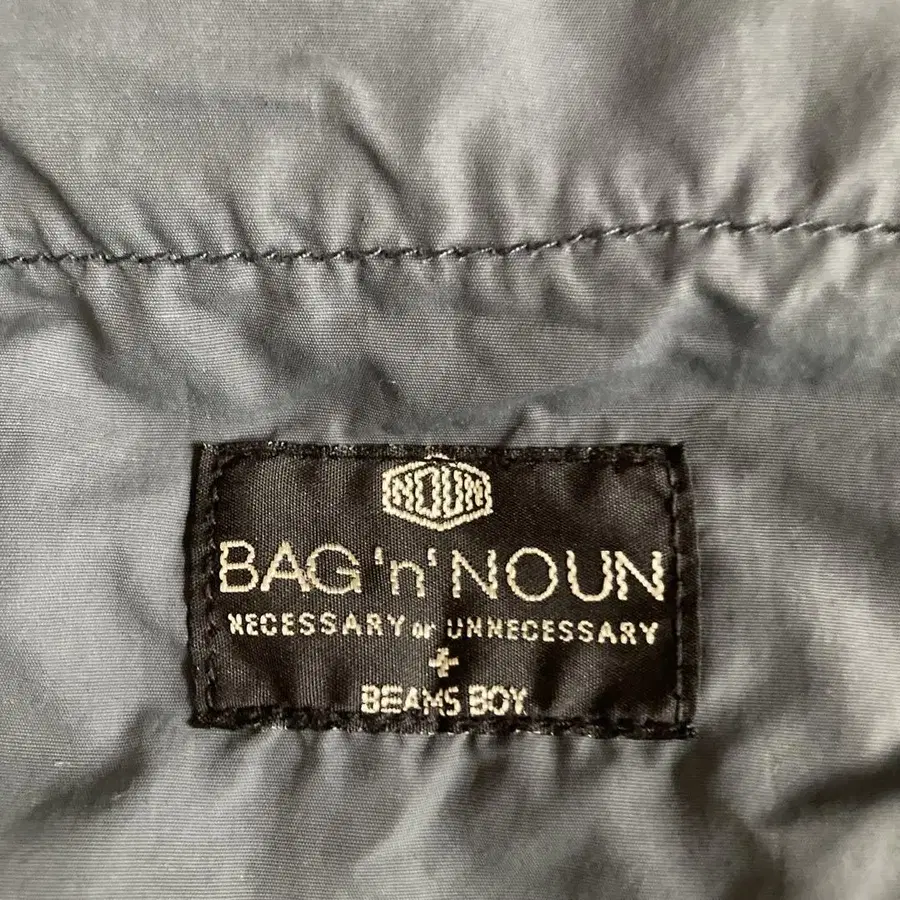 NOUN
BAG 'n' NOUN
NECESSARY or UNNECESSARY
+
BEAMS BOY